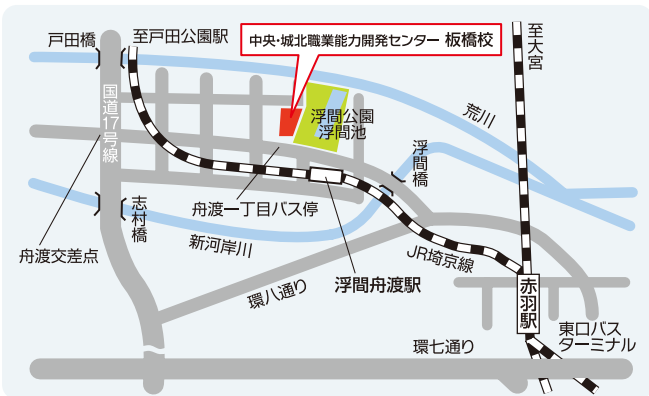 戸田橋
至戸田公園駅
中央・城北職業能力開発センター 板橋校
至大宮
国道17号線
浮間公園
浮間池
荒川
浮間橋
舟渡一丁目バス停
志村橋
新河岸川
舟渡交差点
浮間舟渡駅
JR埼京線
環八通り
赤羽駅
東口バス
ターミナル
環七通り